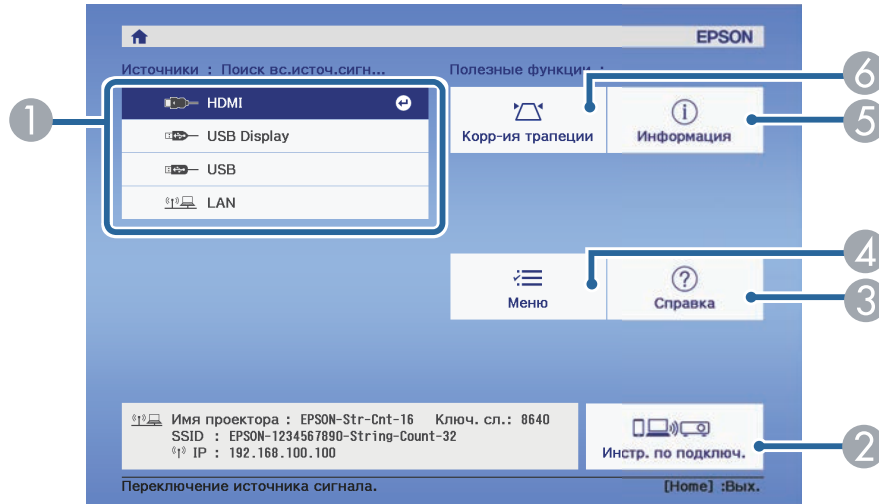 EPSON
Источники : Поиск вс.источ.сигн...
Полезные функции :
1
HDMI
USB Display
USB
LAN
Корр-ия трапеции
Информация
6
5
Меню
Справка
4
3
Имя проектора : EPSON-Str-Cnt-16 Ключ. сл.: 8640
SSID : EPSON-1234567890-String-Count-32
IP : 192.168.100.100
Инстр. по подключ.
2
Переключение источника сигнала.
[Home] :Вых.